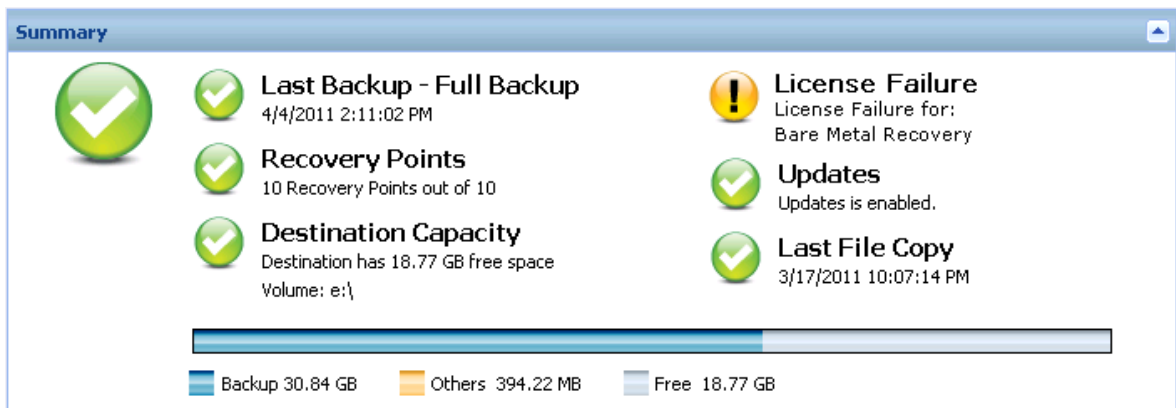 Summary
Last Backup - Full Backup
4/4/2011 2:11:02 PM
Recovery Points
10 Recovery Points out of 10
Destination Capacity
Destination has 18.77 GB free space
Volume: e:\
License Failure
License Failure for:
Bare Metal Recovery
Updates
Updates is enabled.
Last File Copy
3/17/2011 10:07:14 PM
Backup 30.84 GB Others 394.22 MB Free 18.77 GB